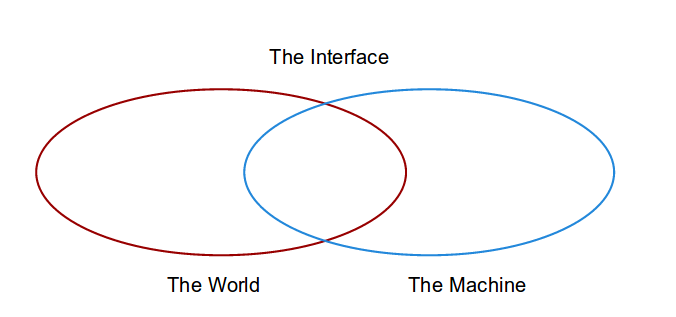 The Interface
The World
The Machine